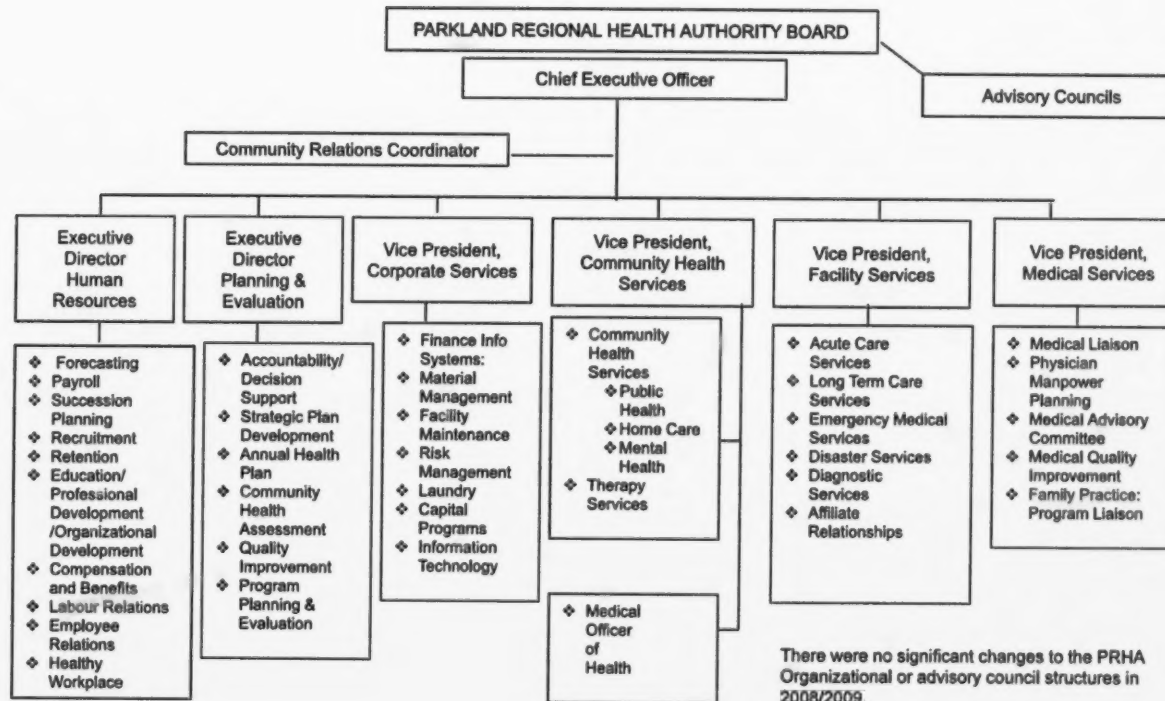 PARKLAND REGIONAL HEALTH AUTHORITY BOARD
Chief Executive Officer
Advisory Councils
Community Relations Coordinator
Executive
Director
Human
Resources
❖ Forecasting
❖ Payroll
❖ Succession
Planning
❖ Recruitment
❖ Retention
❖ Education/
Professional
Development
/Organizational
Development
❖ Compensation
and Benefits
❖ Labour Relations
❖ Employee
Relations
❖ Healthy
Workplace
Executive
Director
Planning &
Evaluation
❖ Accountability/
Decision
Support
❖ Strategic Plan
Development
❖ Annual Health
Plan
❖ Community
Health
Assessment
❖ Quality
Improvement
❖ Program
Planning &
Evaluation
Vice President,
Corporate Services
❖ Finance Info
Systems:
❖ Material
Management
❖ Facility
Maintenance
❖ Risk
Management
❖ Laundry
❖ Capital
Programs
❖ Information
Technology
Vice President,
Community Health
Services
❖ Community
Health
Services
❖ Public
Health
❖ Home Care
❖ Mental
Health
❖ Therapy
Services
❖ Medical
Officer
of
Health
Vice President,
Facility Services
❖ Acute Care
Services
❖ Long Term Care
Services
❖ Emergency Medical
Services
❖ Disaster Services
❖ Diagnostic
Services
❖ Affiliate
Relationships
Vice President,
Medical Services
❖ Medical Liaison
❖ Physician
Manpower
Planning
❖ Medical Advisory
Committee
❖ Medical Quality
Improvement
❖ Family Practice:
Program Liaison
There were no significant changes to the PRHA
Organizational or advisory council structures in
2008/2009.